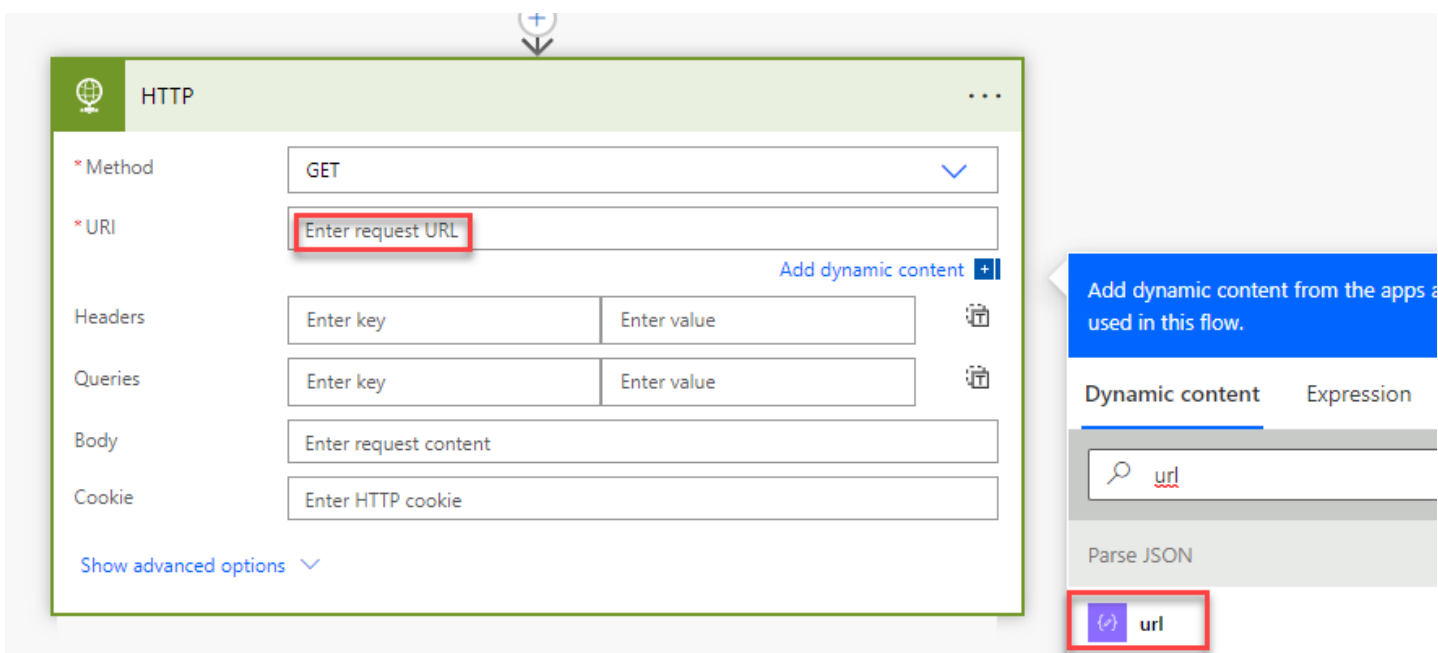 HTTP
* Method
GET
* URI
Enter request URL
Add dynamic content
Headers
Enter key
Enter value
Queries
Enter key
Enter value
Body
Enter request content
Cookie
Enter HTTP cookie
Show advanced options
Add dynamic content from the apps
used in this flow.
Dynamic content
Expression
url
Parse JSON
url